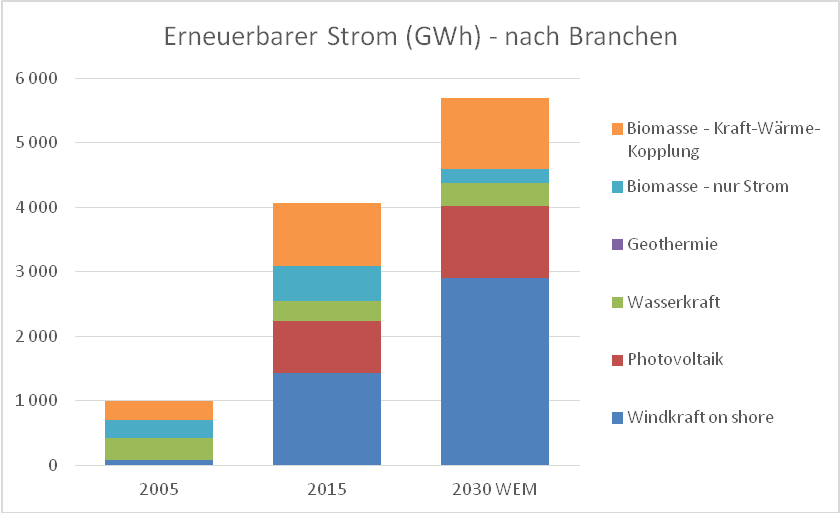 Erneuerbarer Strom (GWh) - nach Branchen
6 000
5 000
4 000
3 000
2 000
1 000
0
2005
2015
2030 WEM
Biomasse - Kraft-Wärme-
Kopplung
Biomasse - nur Strom
Geothermie
Wasserkraft
Photovoltaik
Windkraft on shore